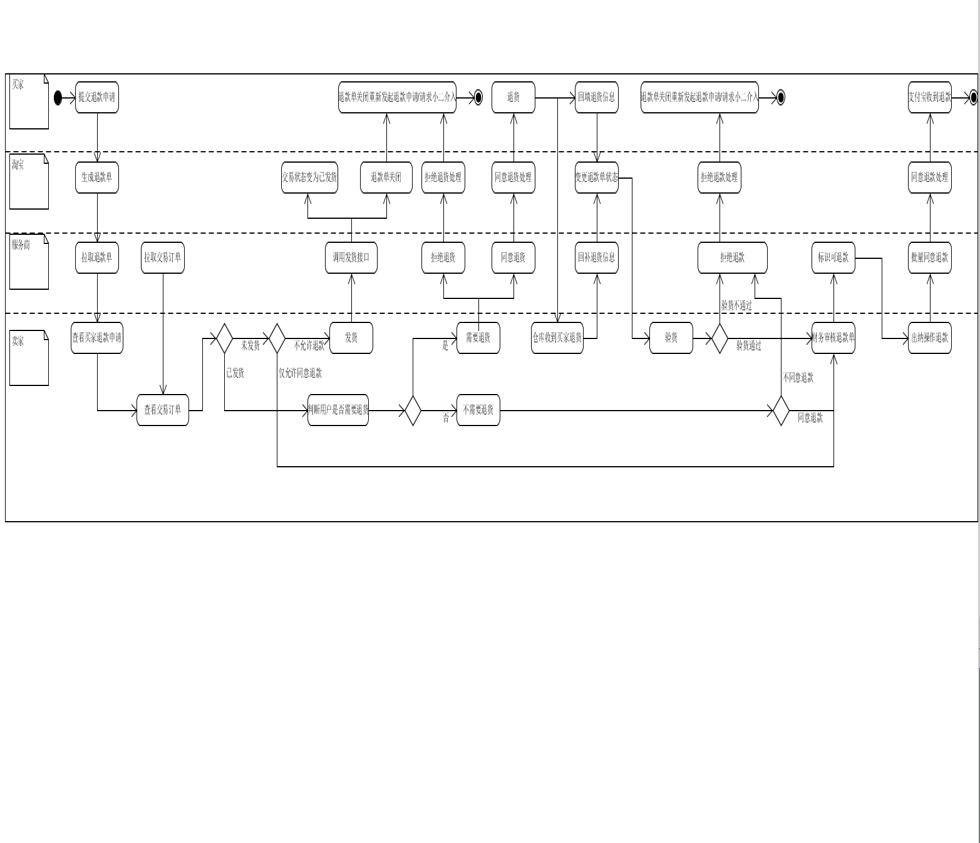 买家
提交退款申请
退款单关闭重新发起退款申请/请求小二介入
退货
回填退货信息
退款单关闭重新发起退款申请/请求小二介入
支付宝收到退款
淘宝
生成退款单
交易状态变为已发货
退款单关闭
拒绝退货处理
同意退货处理
变更退款单状态
拒绝退款处理
同意退款处理
服务商
拉取退款单
拉取交易订单
调用发货接口
拒绝退货
同意退货
回补退货信息
拒绝退款
标识可退款
批量同意退款
验货不通过
卖家
查看买家退款申请
未发货
不允许退款
发货
是
需要退货
仓库收到买家退货
验货
验货通过
财务审核退款单
出纳操作退款
已发货
仅允许同意退款
不同意退款
查看交易订单
判断用户是否需要退货
否
不需要退货
同意退款